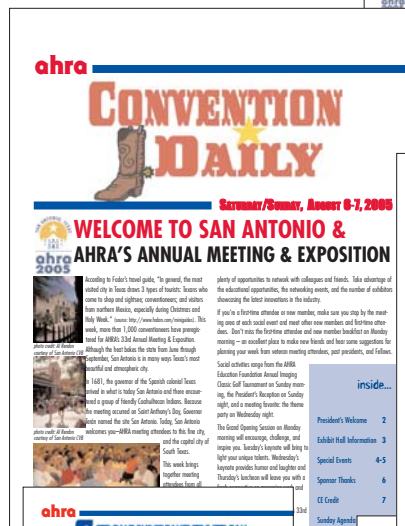 ahra
CONVENTION
DAILY
SATURDAY/SUNDAY, AUGUST 6-7, 2005
WELCOME TO SAN ANTONIO &
AHRA'S ANNUAL MEETING & EXPOSITION
ahra
2005
According to Fodor's travel guide, "In general, the most
visited city in Texas draws 3 types of tourists: Texans who
come to shop and sightsee; conventioneers; and visitors
from northern Mexico, especially during Christmas and
Holy Week." (source: http://www.fodors.com/miniguides). This
week, more than 1,000 conventioneers have preregis-
tered for AHRA's 33rd Annual Meeting & Exposition.
Although the heat bakes the state from June through
September, San Antonio is in many ways Texas's most
beautiful and atmospheric city.
In 1681, the governor of the Spanish colonial Texas
arrived in what is today San Antonio and there encoun-
tered a group of friendly Coahuiltecan Indians. Because
the meeting occurred on Saint Anthony's Day, Governor
Terán named the site San Antonio. Today, San Antonio
welcomes you—AHRA meeting attendees to this fine city,
and the capital city of
South Texas.
This week brings
together meeting
attendees from all
photo credit: Al Rendon
courtesy of San Antonio CVB
photo credit: Al Rendon
courtesy of San Antonio CVB
plenty of opportunities to network with colleagues and friends. Take advantage of
the educational opportunities, the networking events, and the number of exhibitors
showcasing the latest innovations in the industry.
If you're a first-time attendee or new member, make sure you stop by the meet-
ing area at each social event and meet other new members and first-time atten-
dees. Don't miss the first-time attendee and new member breakfast on Monday
morning – an excellent place to make new friends and hear some suggestions for
planning your week from veteran meeting attendees, past presidents, and Fellows.
Social activities range from the AHRA
Education Foundation Annual Imaging
Classic Golf Tournament on Sunday morn-
ing, the President's Reception on Sunday
night, and a meeting favorite: the theme
party on Wednesday night.
The Grand Opening Session on Monday
morning will encourage, challenge, and
inspire you. Tuesday's keynote will bring to
light your unique talents. Wednesday's
keynote provides humor and laughter and
Thursday's luncheon will leave you with a
and
33rd
inside...
President's Welcome 2
Exhibit Hall Information 3
Special Events 4-5
Sponsor Thanks 6
CE Credit 7
Sunday Agenda
ahra